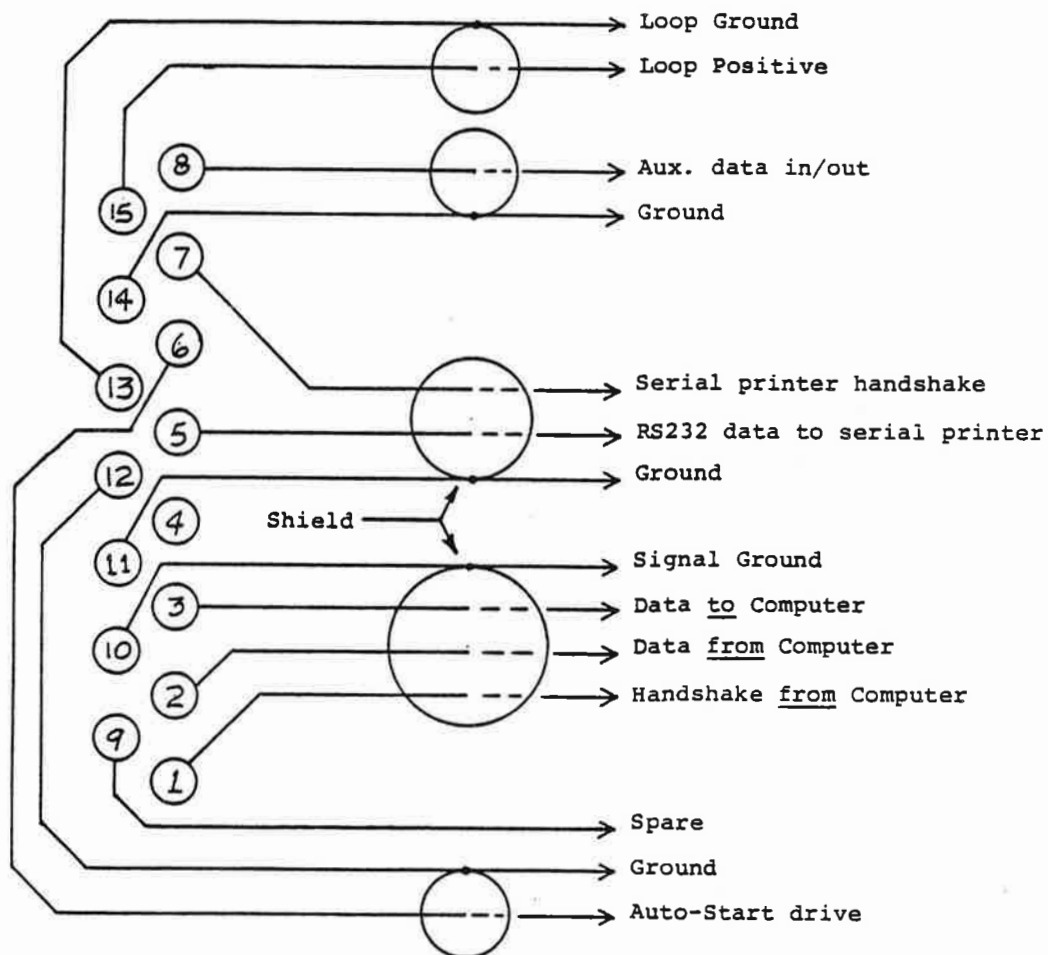 Loop Ground
Loop Positive
8
Aux. data in/out
15
Ground
7
14
6
13
Serial printer handshake
5
RS232 data to serial printer
12
Ground
4
Shield
11
Signal Ground
3
Data to Computer
10
Data from Computer
2
Handshake from Computer
9
1
Spare
Ground
Auto-Start drive